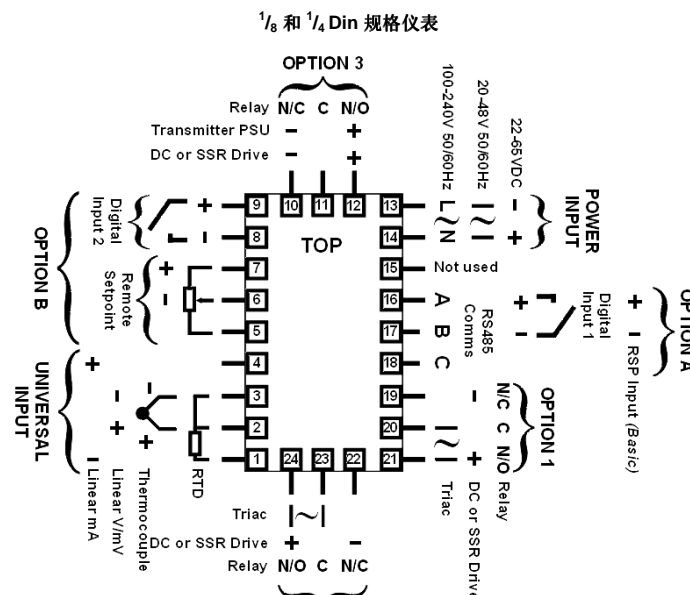 1/8 和 1/4 Din 规格仪表
OPTION 3
Relay N/C C N/O
Transmitter PSU - +
DC or SSR Drive - +
100-240V 50/60Hz
20-48V 50/60Hz
22-65VDC
L ~ N
~
- +
POWER INPUT
9 10 11 12 13
8 TOP 14
7 15 Not used
6 16 A
5 17 B
4 18 C
3 19
2 20
1 24 23 22 21
Digital Input 2
+
-
OPTION B
Remote Setpoint
+
-
UNIVERSAL INPUT
+
- Linear mA
- + Linear V/mV
- + Thermocouple
RTD
RS485 Comms
+
-
Digital Input 1
+
-
RSP Input (Basic)
OPTION A
OPTION 1
N/C C N/O Relay
- + DC or SSR Drive
~ Triac
Triac ~
DC or SSR Drive + -
Relay N/O C N/C